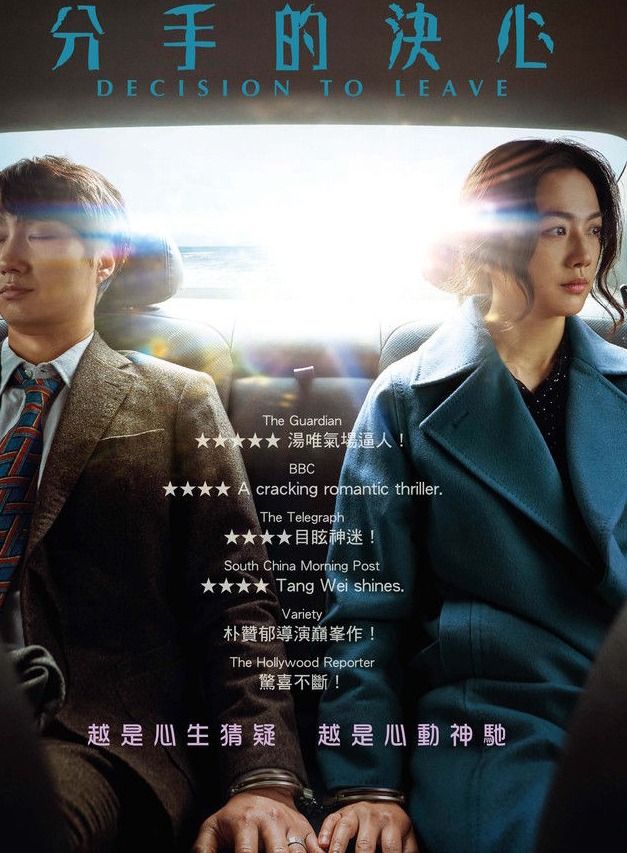 分手的決心
DECISION TO LEAVE
The Guardian
★★★★★ 湯唯氣場逼人！
BBC
★★★★ A cracking romantic thriller.
The Telegraph
★★★★目眩神迷！
South China Morning Post
★★★★ Tang Wei shines.
Variety
朴贊郁導演巔峯作！
The Hollywood Reporter
驚喜不斷！
越是心生猜疑　越是心動神馳